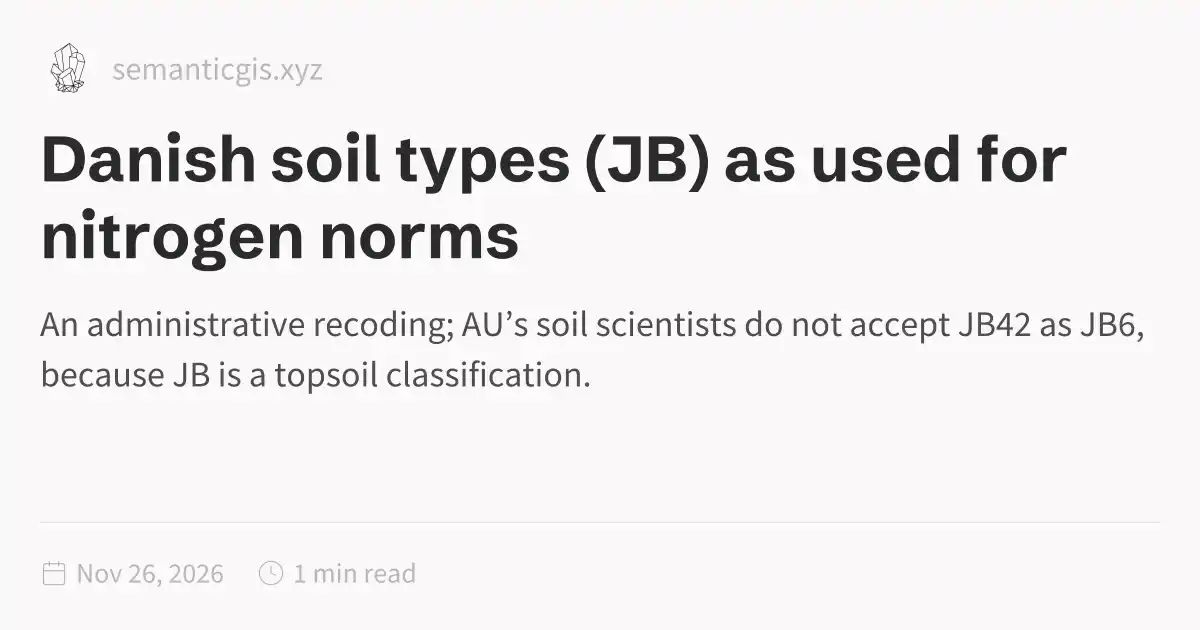 semanticgis.xyz
Danish soil types (JB) as used for
nitrogen norms
An administrative recoding; AU’s soil scientists do not accept JB42 as JB6,
because JB is a topsoil classification.
Nov 26, 2026 1 min read